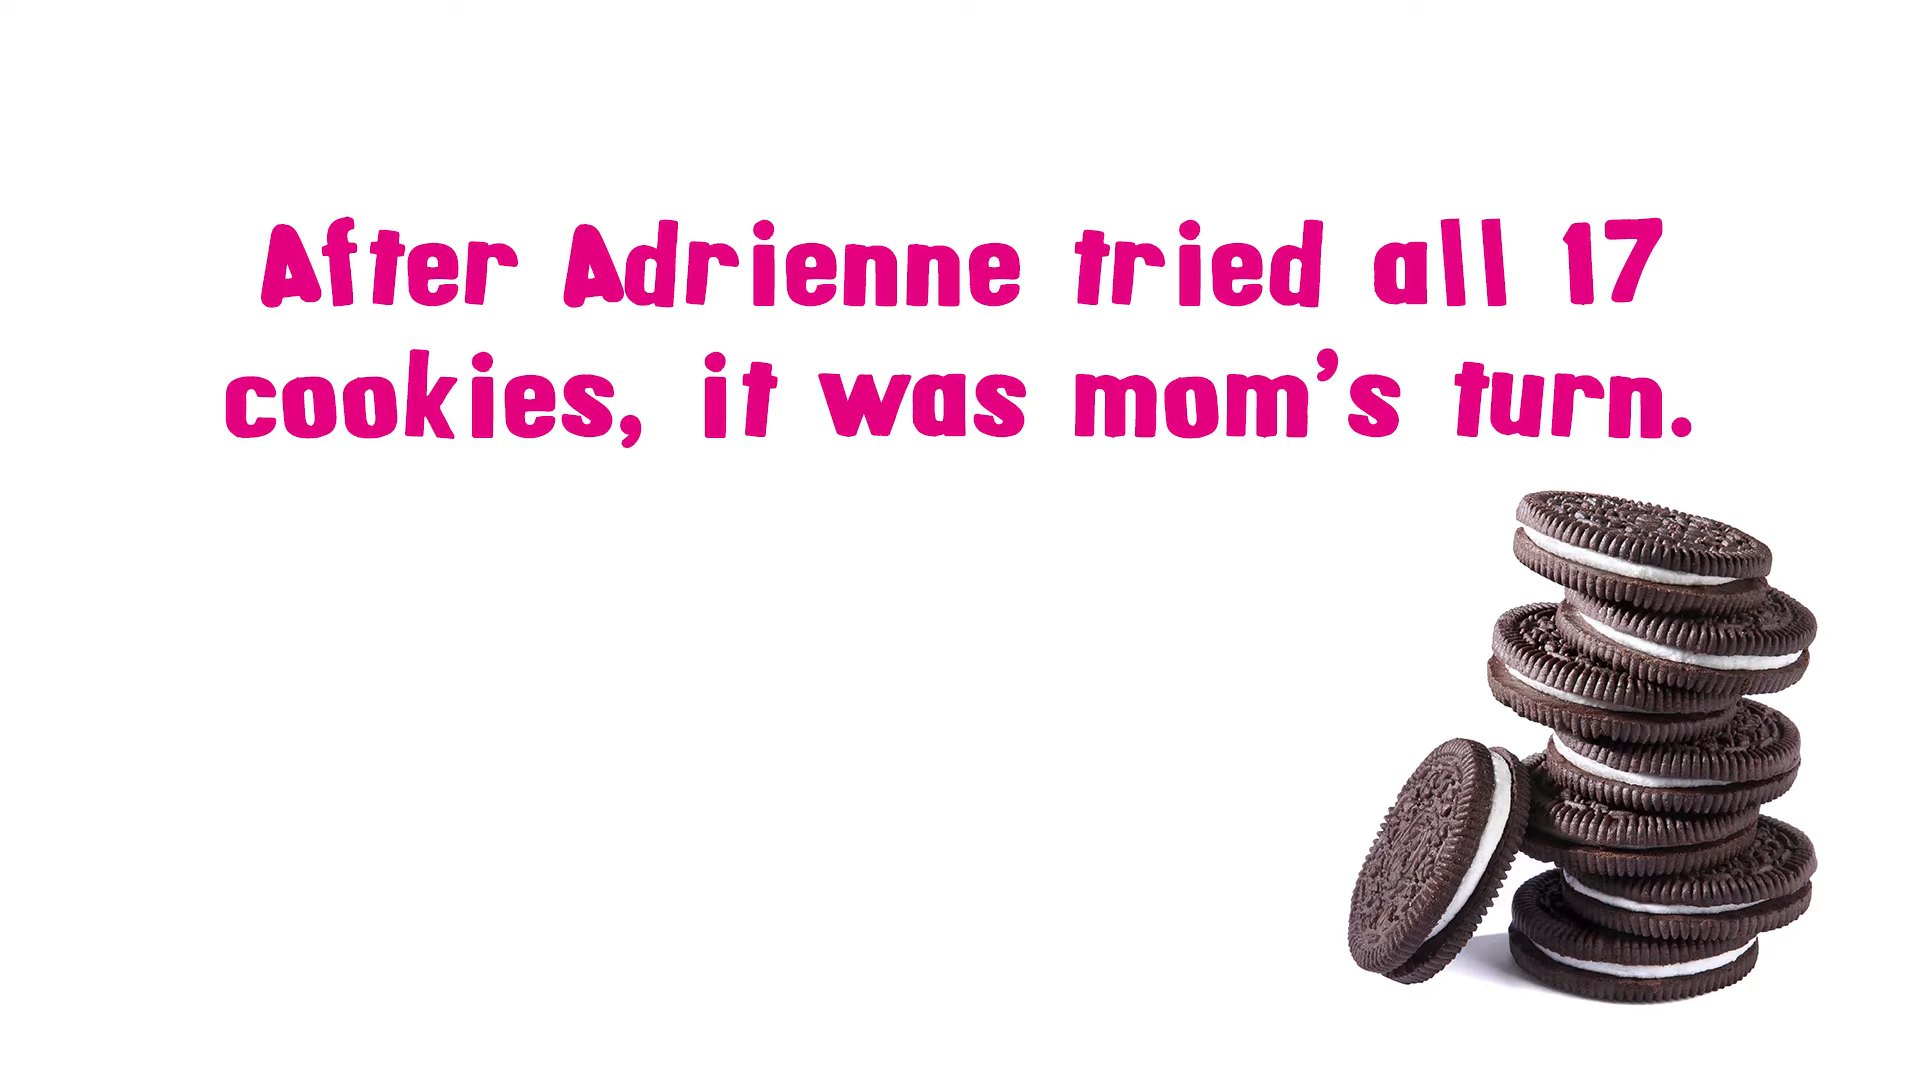 After Adrienne tried all 17
cookies, it was mom’s turn.